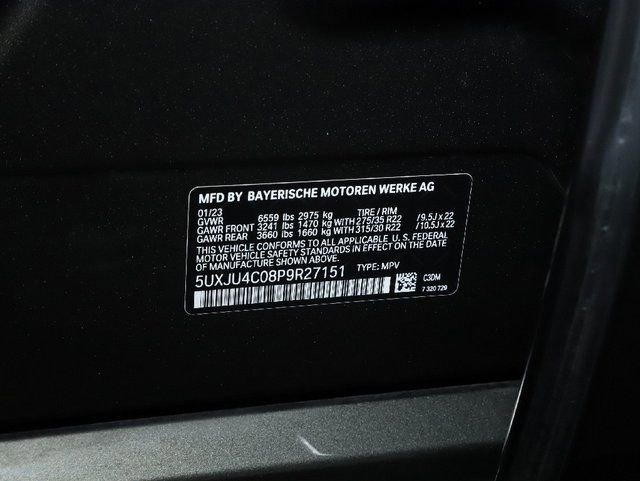 MFD BY BAYERISCHE MOTOREN WERKE AG
01/23 TIRE / RIM
GVWR 6559 lbs 2975 kg
GAWR FRONT 3241 lbs 1470 kg WITH 275/35 R22 /9.5J x 22
GAWR REAR 3660 lbs 1660 kg WITH 315/30 R22 /10.5J x 22
THIS VEHICLE CONFORMS TO ALL APPLICABLE U.S. FEDERAL
MOTOR VEHICLE SAFETY STANDARDS IN EFFECT ON THE DATE
OF MANUFACTURE SHOWN ABOVE.
5UXJU4C08P9R27151 TYPE: MPV
C3DM
7 320 729